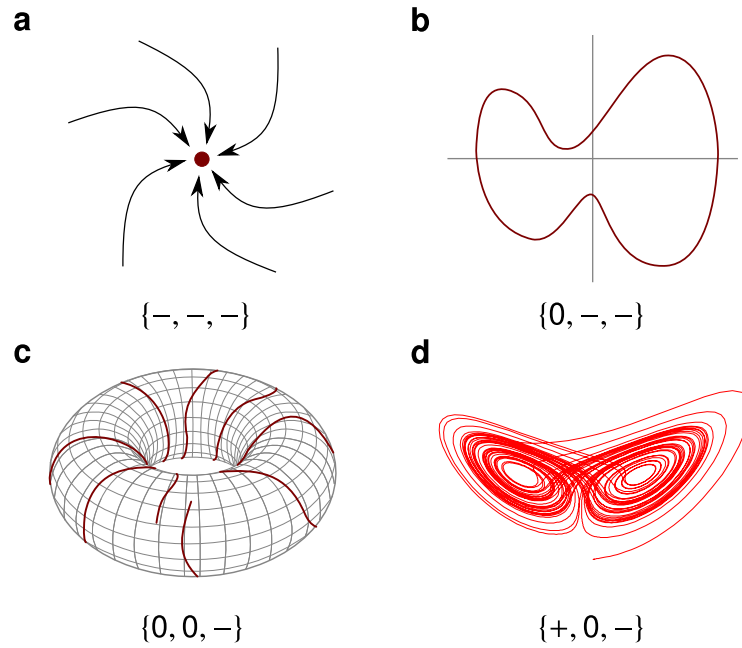 a
b
{−, −, −}
{0, −, −}
c
d
{0, 0, −}
{+, 0, −}